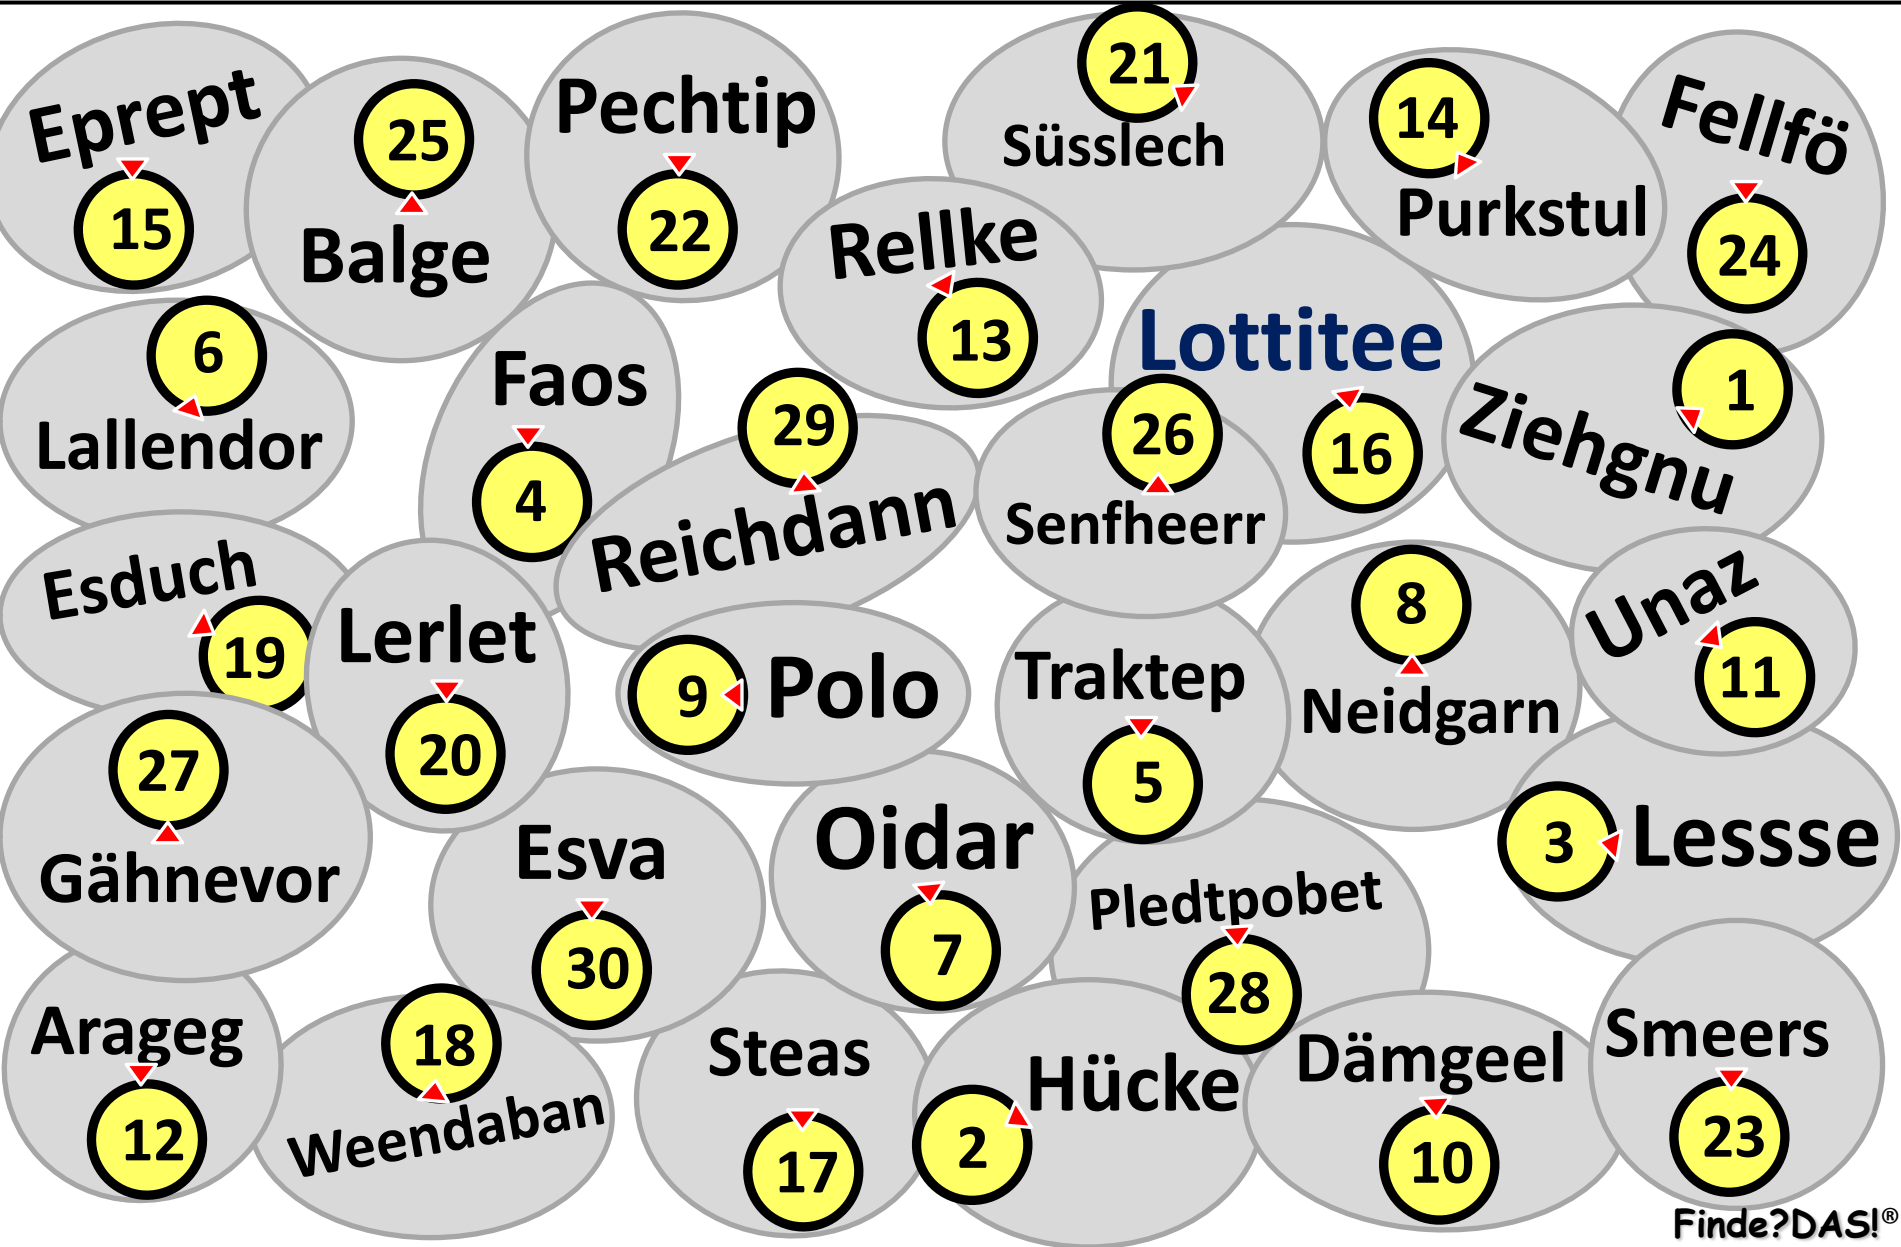 Eprept
15
25
Balge
Pechtip
22
21
Süsslech
14
Purkstul
Fellfö
24
Rellke
13
6
Lallendor
Faos
4
29
Reichdann
Lottitee
16
26
Senfheerr
1
Ziehgnu
Esduch
19
Lerlet
20
9
Polo
Traktep
5
8
Neidgarn
Unaz
11
27
Gähnevor
Esva
30
Oidar
7
Pledtpobet
28
3
Lessse
Arageg
12
18
Weendaban
Steas
17
2
Hücke
Dämgeel
10
Smeers
23
Finde?DAS!®